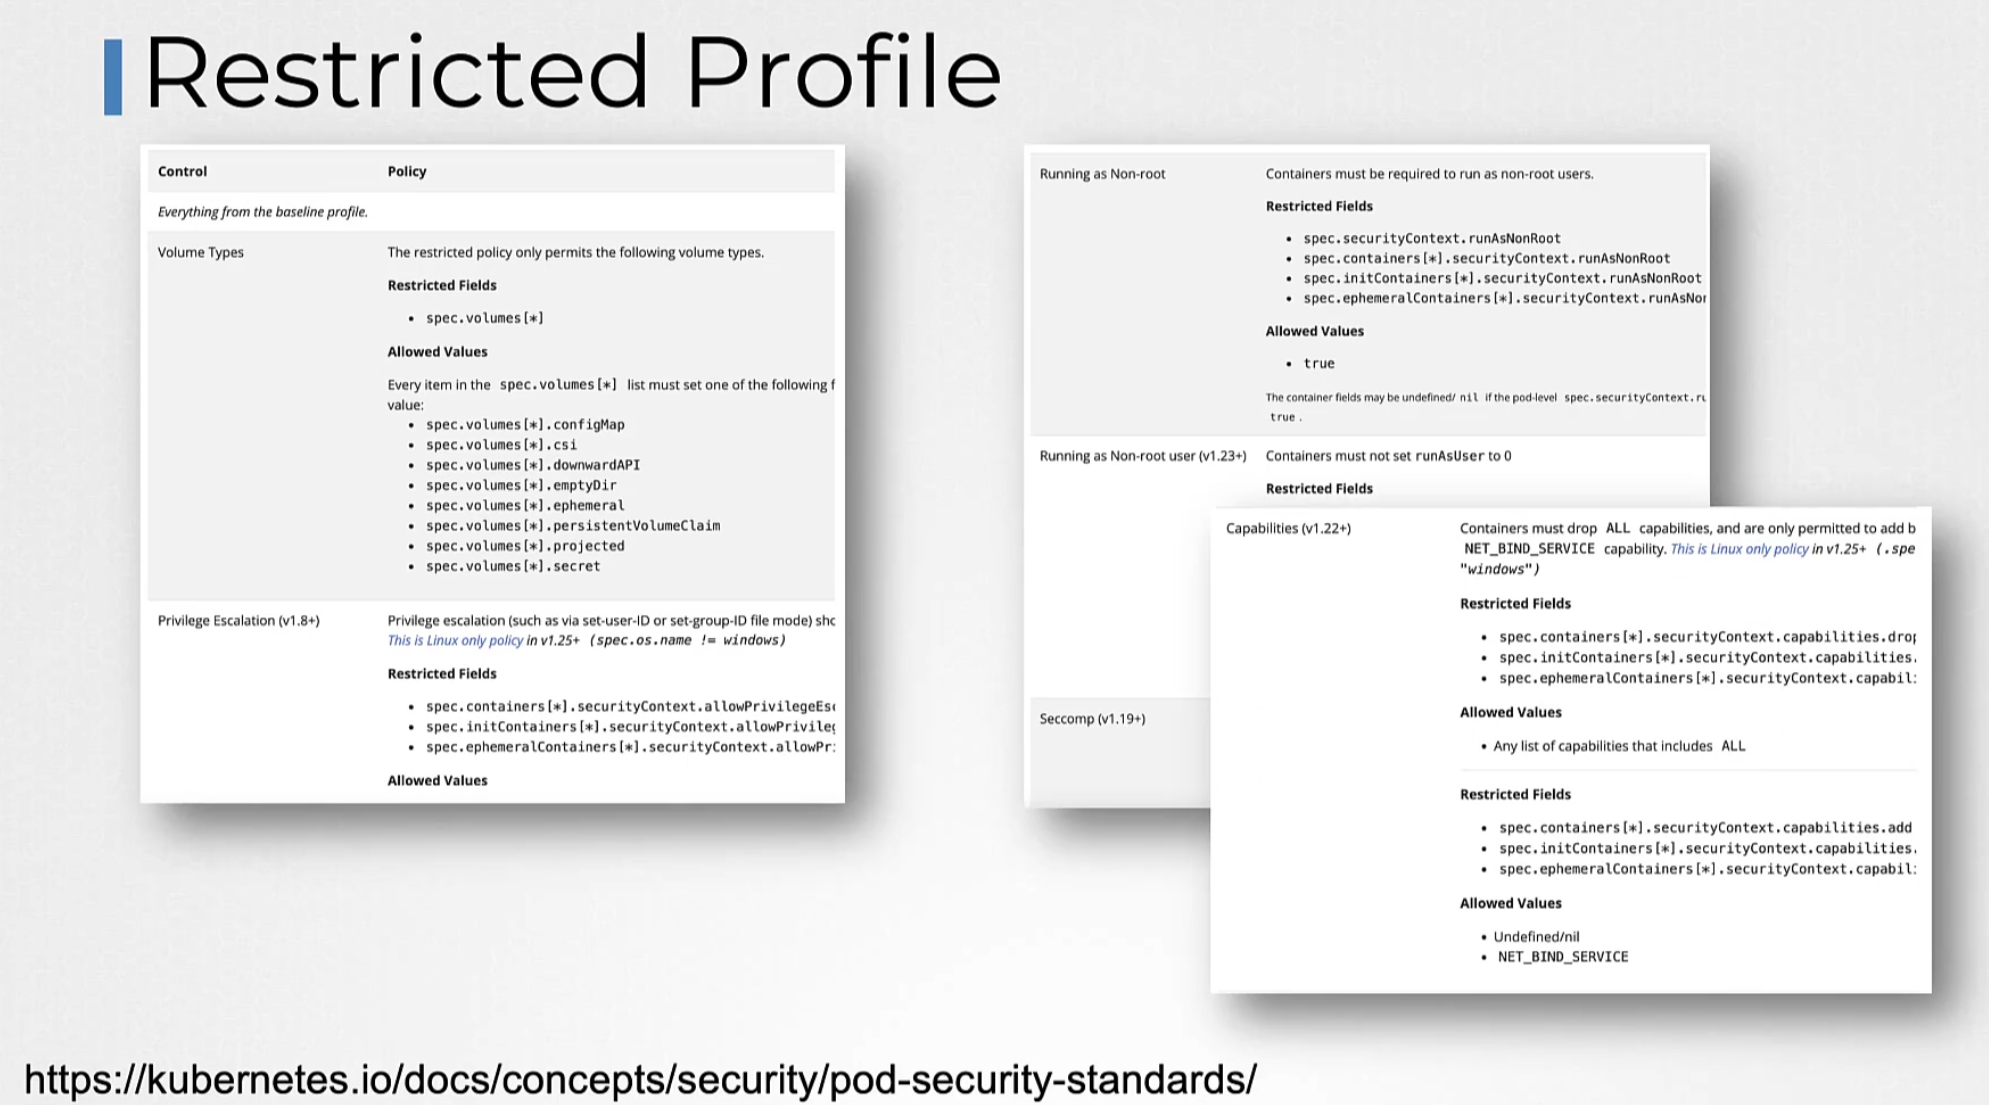 Restricted Profile
Control Policy
Everything from the baseline profile.
Volume Types The restricted policy only permits the following volume types.
Restricted Fields
• spec.volumes[*]
Allowed Values
Every item in the spec.volumes[*] list must set one of the following
value:
• spec.volumes[*].configMap
• spec.volumes[*].csi
• spec.volumes[*].downwardAPI
• spec.volumes[*].emptyDir
• spec.volumes[*].ephemeral
• spec.volumes[*].persistentVolumeClaim
• spec.volumes[*].projected
• spec.volumes[*].secret
Privilege Escalation (v1.8+) Privilege escalation (such as via set-user-ID or set-group-ID file mode)
This is Linux only policy in v1.25+ (spec.os.name != windows)
Restricted Fields
• spec.containers[*].securityContext.allowPrivilegeEs
• spec.initContainers[*].securityContext.allowPrivile
• spec.ephemeralContainers[*].securityContext.allowPr
Allowed Values
Running as Non-root Containers must be required to run as non-root users.
Restricted Fields
• spec.securityContext.runAsNonRoot
• spec.containers[*].securityContext.runAsNonRoot
• spec.initContainers[*].securityContext.runAsNonRoot
• spec.ephemeralContainers[*].securityContext.runAsNo
Allowed Values
• true
The container fields may be undefined/ nil if the pod-level spec.securityContext.r
true .
Running as Non-root user (v1.23+) Containers must not set runAsUser to 0
Restricted Fields
Seccomp (v1.19+)
Capabilities (v1.22+) Containers must drop ALL capabilities, and are only permitted to add b
NET_BIND_SERVICE capability. This is Linux only policy in v1.25+ (.spe
"windows")
Restricted Fields
• spec.containers[*].securityContext.capabilities.dro
• spec.initContainers[*].securityContext.capabilities.
• spec.ephemeralContainers[*].securityContext.capabil
Allowed Values
• Any list of capabilities that includes ALL
Restricted Fields
• spec.containers[*].securityContext.capabilities.add
• spec.initContainers[*].securityContext.capabilities.
• spec.ephemeralContainers[*].securityContext.capabil
Allowed Values
• Undefined/nil
• NET_BIND_SERVICE
https://kubernetes.io/docs/concepts/security/pod-security-standards/